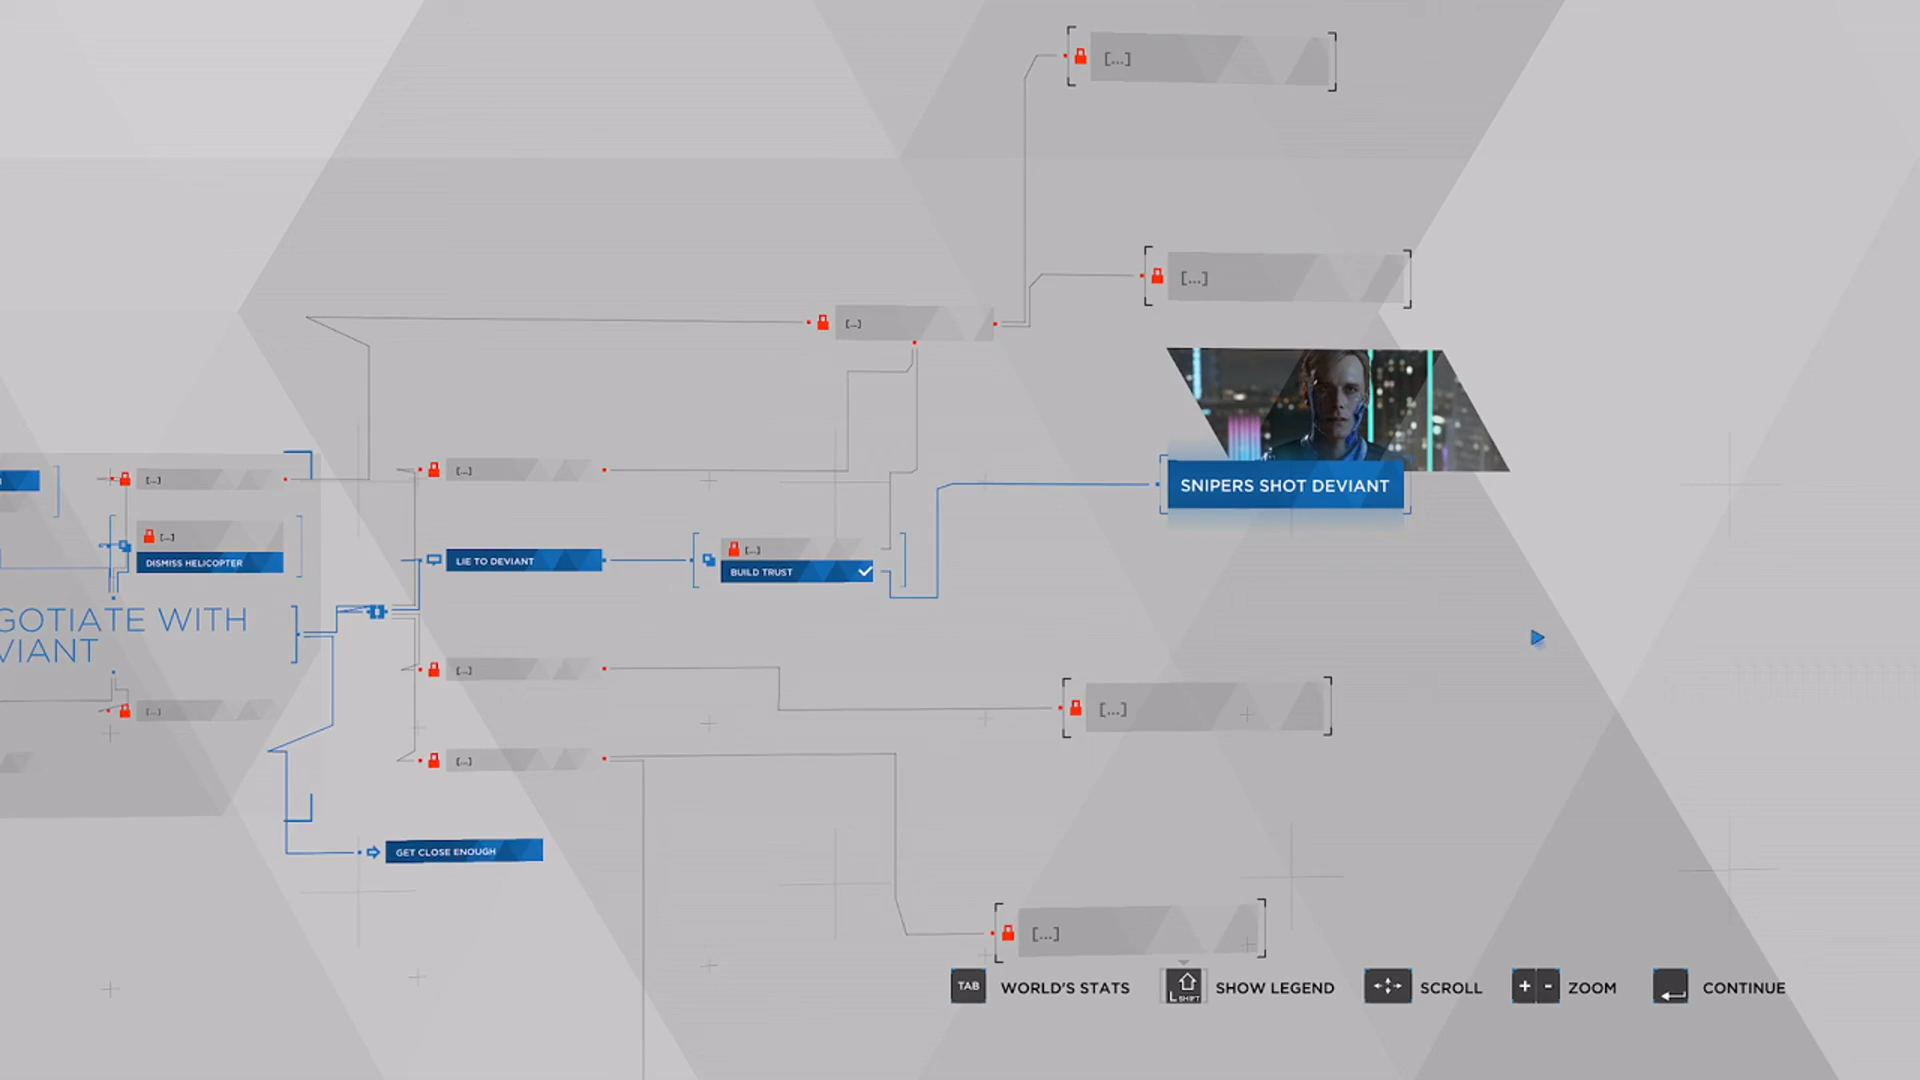 [...]
[...]
[...]
SNIPERS SHOT DEVIANT
[...]
[...]
[...]
DISMISS HELICOPTER
LIE TO DEVIANT
[...]
BUILD TRUST
GOTIATE WITH
VIANT
[...]
[...]
[...]
[...]
GET CLOSE ENOUGH
[...]
TAB WORLD'S STATS
L SHIFT SHOW LEGEND
SCROLL
+ - ZOOM
CONTINUE